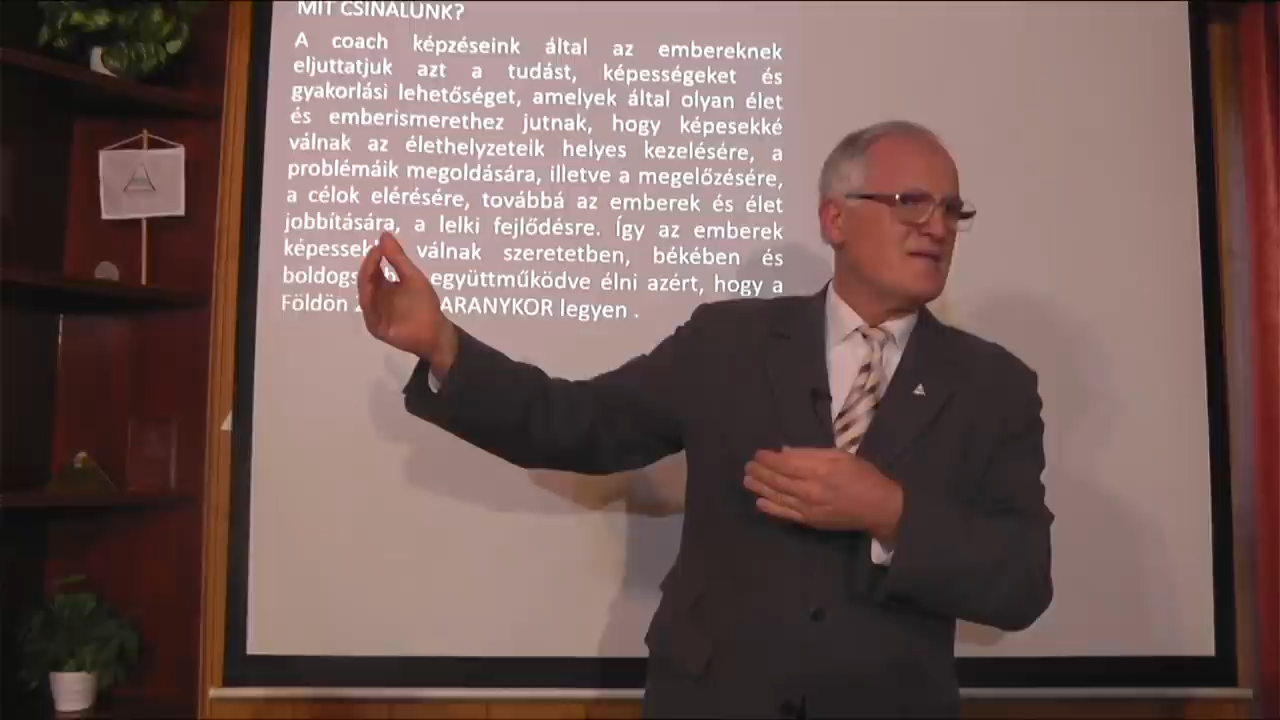 MIT CSINÁLUNK?
A coach képzéseink által az embereknek
eljuttatjuk azt a tudást, képességeket és
gyakorlási lehetőséget, amelyek által olyan élet
és emberismerethez jutnak, hogy képesekké
válnak az élethelyzeteik helyes kezelésére, a
problémáik megoldására, illetve a megelőzésére,
a célok elérésére, továbbá az emberek és élet
jobbítására, a lelki fejlődésre. Így az emberek
válnak szeretetben, békében és
együttműködve élni azért, hogy a
Földön ARANYKOR legyen .